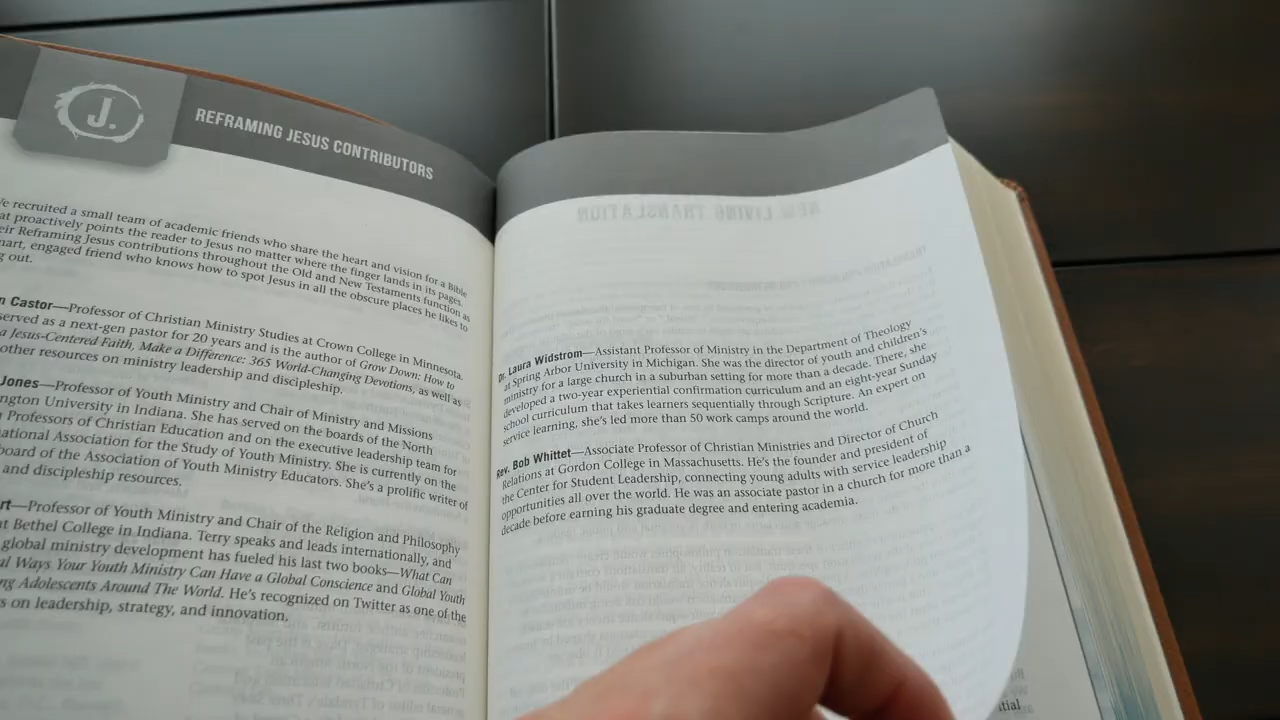 J.
REFRAMING JESUS CONTRIBUTORS
recruited a small team of academic friends who share the heart and vision for a Bible
proactively points the reader to Jesus no matter where the finger lands in its pages.
Reframing Jesus contributions throughout the Old and New Testaments function as
engaged friend who knows how to spot Jesus in all the obscure places he likes to
out.
Castor—Professor of Christian Ministry Studies at Crown College in Minnesota.
served as a next-gen pastor for 20 years and is the author of Grow Down: How to
a Jesus-Centered Faith, Make a Difference: 365 World-Changing Devotions, as well as
other resources on ministry leadership and discipleship.
Jones—Professor of Youth Ministry and Chair of Ministry and Missions
University in Indiana. She has served on the boards of the North
Professors of Christian Education and on the executive leadership team for
Association for the Study of Youth Ministry. She is currently on the
board of the Association of Youth Ministry Educators. She's a prolific writer of
and discipleship resources.
—Professor of Youth Ministry and Chair of the Religion and Philosophy
at Bethel College in Indiana. Terry speaks and leads internationally, and
global ministry development has fueled his last two books—What Can
Ways Your Youth Ministry Can Have a Global Conscience and Global Youth
Adolescents Around The World. He's recognized on Twitter as one of the
on leadership, strategy, and innovation.
NEW LIVING TRANSLATION
Dr. Laura Widstrom—Assistant Professor of Ministry in the Department of Theology
at Spring Arbor University in Michigan. She was the director of youth and children's
ministry for a large church in a suburban setting for more than a decade. There, she
developed a two-year experiential confirmation curriculum and an eight-year Sunday
school curriculum that takes learners sequentially through Scripture. An expert on
service learning, she's led more than 50 work camps around the world.
Rev. Bob Whittet—Associate Professor of Christian Ministries and Director of Church
Relations at Gordon College in Massachusetts. He's the founder and president of
the Center for Student Leadership, connecting young adults with service leadership
opportunities all over the world. He was an associate pastor in a church for more than a
decade before earning his graduate degree and entering academia.